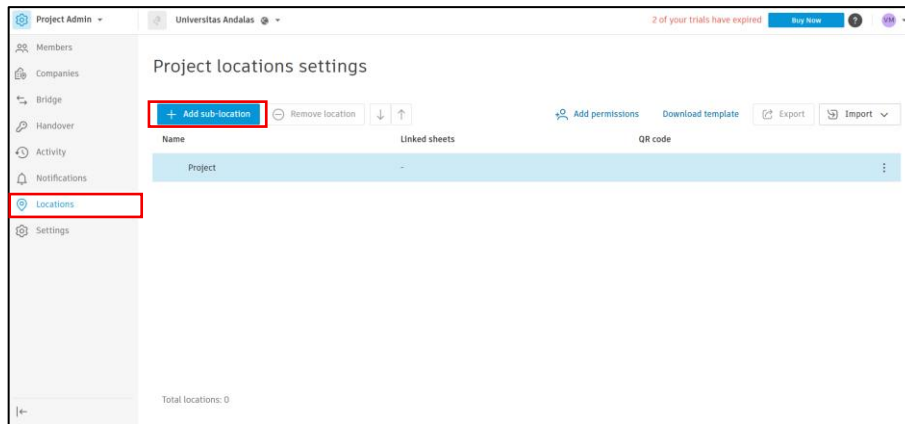 Project Admin
Universitas Andalas
2 of your trials have expired
Buy Now
?
VM
Members
Companies
Bridge
Handover
Activity
Notifications
Locations
Settings
Project locations settings
+ Add sub-location
Remove location
Add permissions
Download template
Export
Import
Name
Linked sheets
QR code
Project
-
Total locations: 0